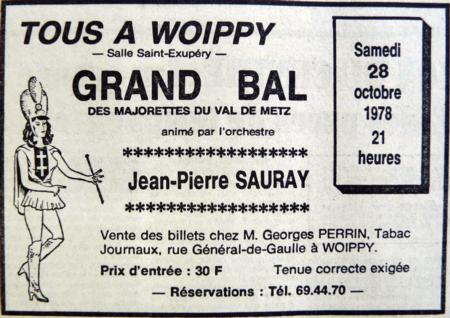 TOUS A WOIPPY
— Salle Saint-Exupéry —
GRAND BAL
DES MAJORETTES DU VAL DE METZ
animé par l'orchestre
******************
Jean-Pierre SAURAY
******************
Samedi
28
octobre
1978
21
heures
Vente des billets chez M. Georges PERRIN, Tabac
Journaux, rue Général-de-Gaulle à WOIPPY.
Prix d'entrée : 30 F Tenue correcte exigée
— Réservations : Tél. 69.44.70 —